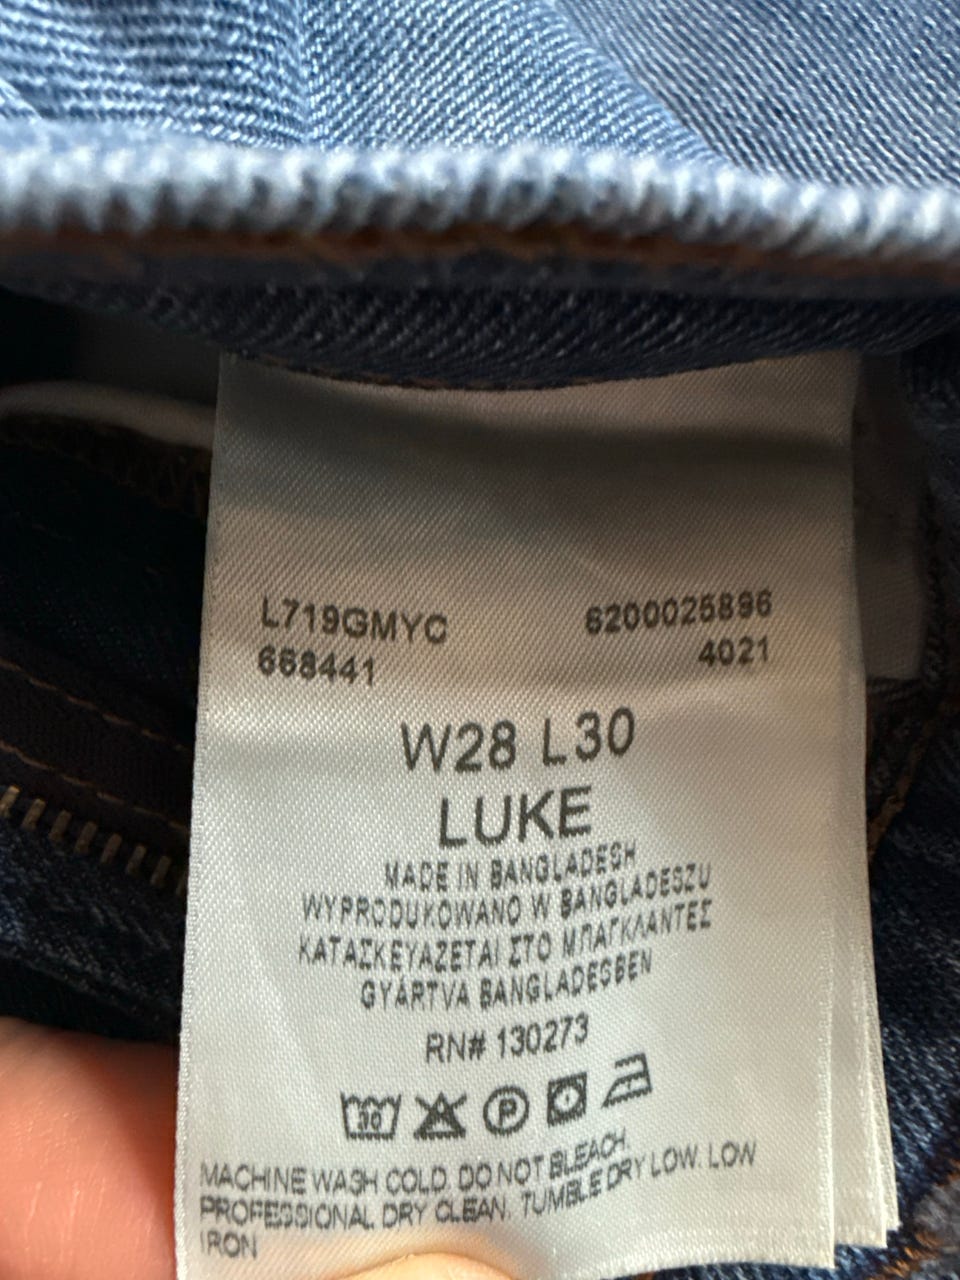 L719GMYC 6200025896
668441 4021
W28 L30
LUKE
MADE IN BANGLADESH
WYPRODUKOWANO W BANGLADESZU
ΚΑΤΑΣΚΕΥΑΖΕΤΑΙ ΣΤΟ ΜΠΑΓΚΛΑΝΤΕΣ
GYÁRTVA BANGLADESBEN
RN# 130273
30 P
MACHINE WASH COLD. DO NOT BLEACH.
PROFESSIONAL DRY CLEAN. TUMBLE DRY LOW. LOW
IRON